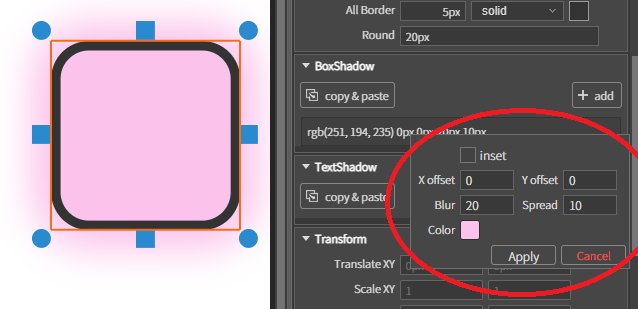 All Border 5px solid
Round 20px
BoxShadow
copy & paste + add
rgb(251, 194, 235) 0px 0px 20px 10px
inset
TextShadow
X offset 0 Y offset 0
copy & paste
Blur 20 Spread 10
Color
Transform
Apply Cancel
Translate XY
Scale XY 1 1